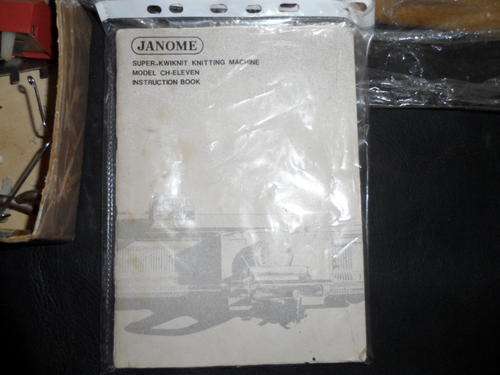 JANOME
SUPER-KWIKNIT KNITTING MACHINE
MODEL CH-ELEVEN
INSTRUCTION BOOK